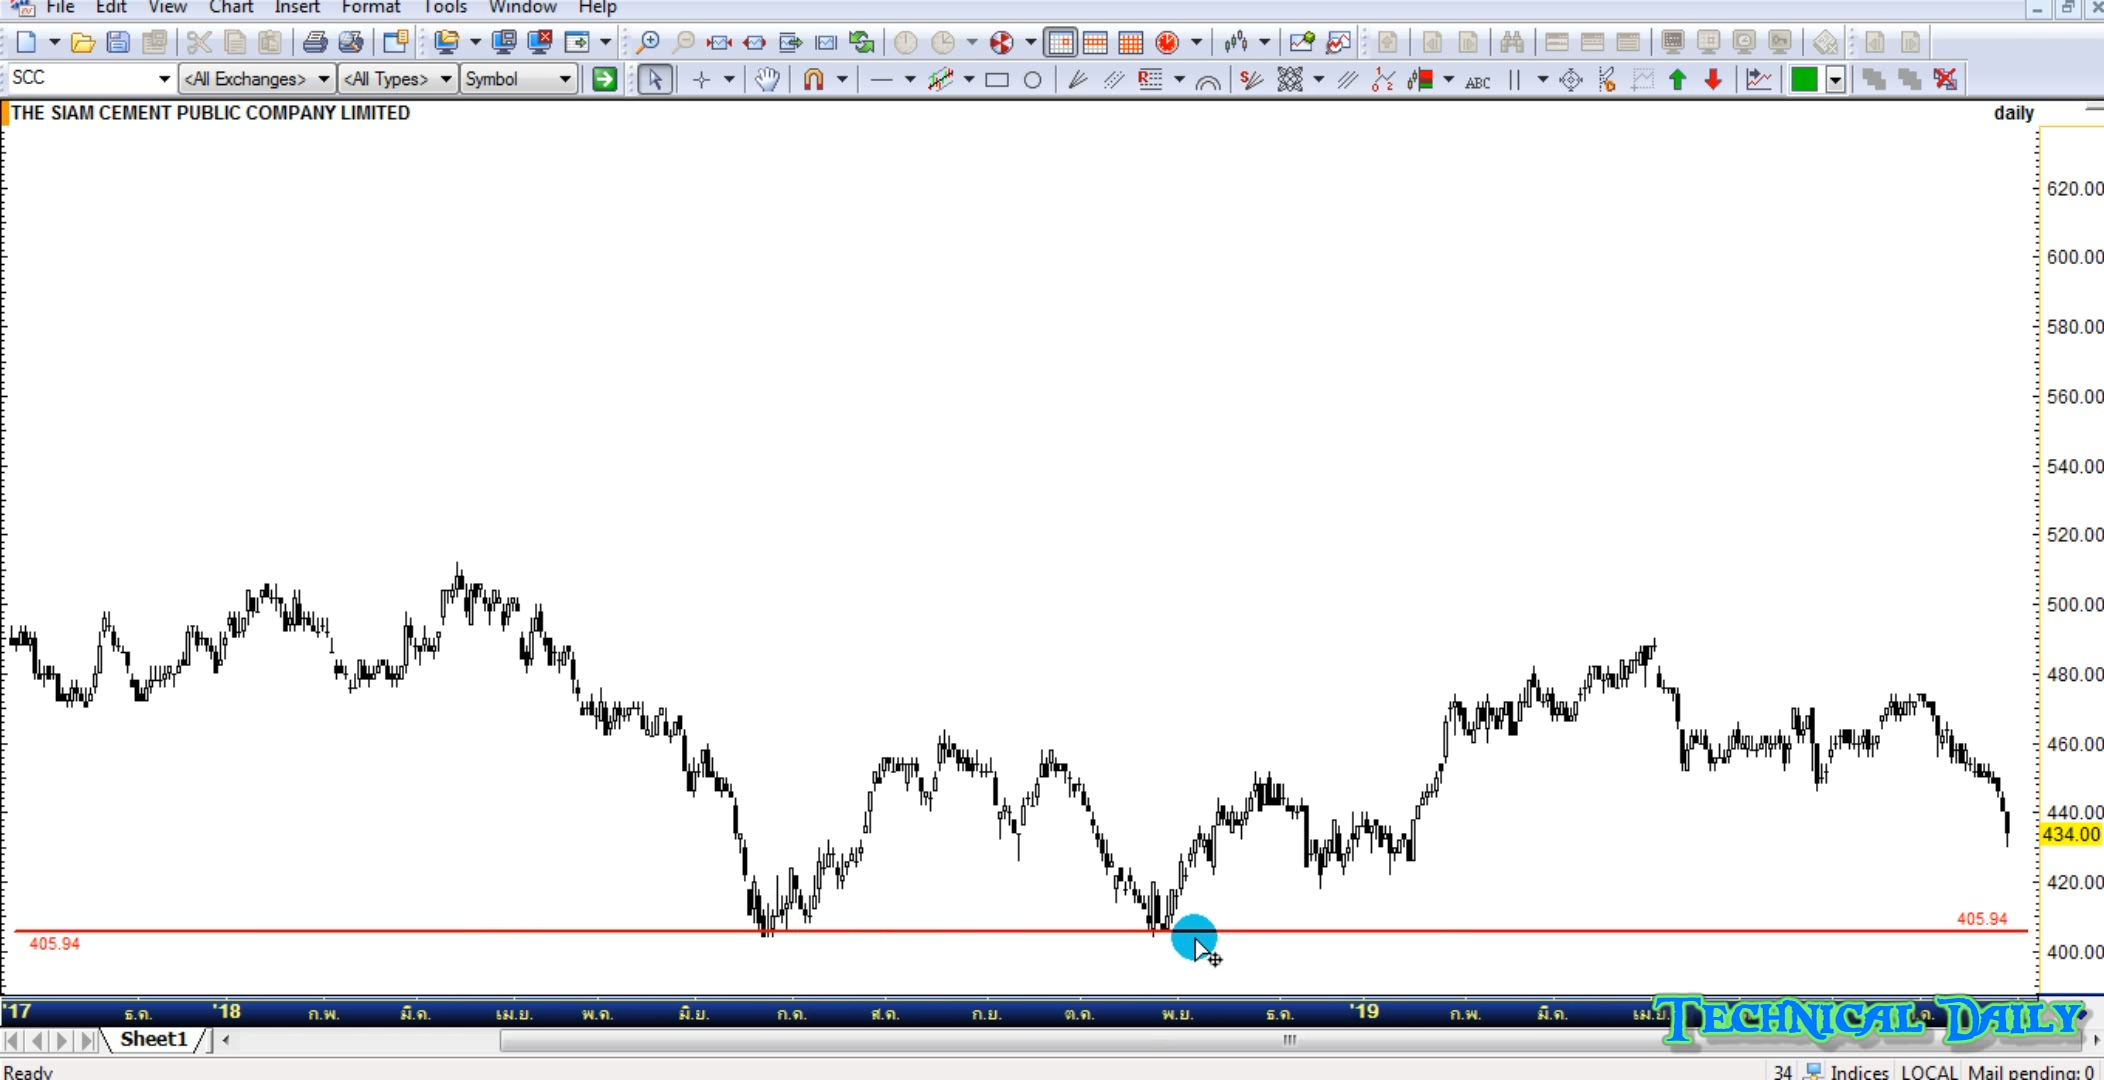 File Edit View Chart Insert Format Tools Window Help
SCC <All Exchanges> <All Types> Symbol ABC
THE SIAM CEMENT PUBLIC COMPANY LIMITED daily
620.00
600.00
580.00
560.00
540.00
520.00
500.00
480.00
460.00
440.00
434.00
420.00
405.94
405.94
400.00
'17 ธ.ค. '18 ก.พ. มี.ค. เม.ย. พ.ค. มิ.ย. ก.ค. ส.ค. ก.ย. ต.ค. พ.ย. ธ.ค. '19 ก.พ. มี.ค. เม.ย.
TECHNICAL DAILY
Sheet1
Ready 34 Indices LOCAL Mail pending: 0